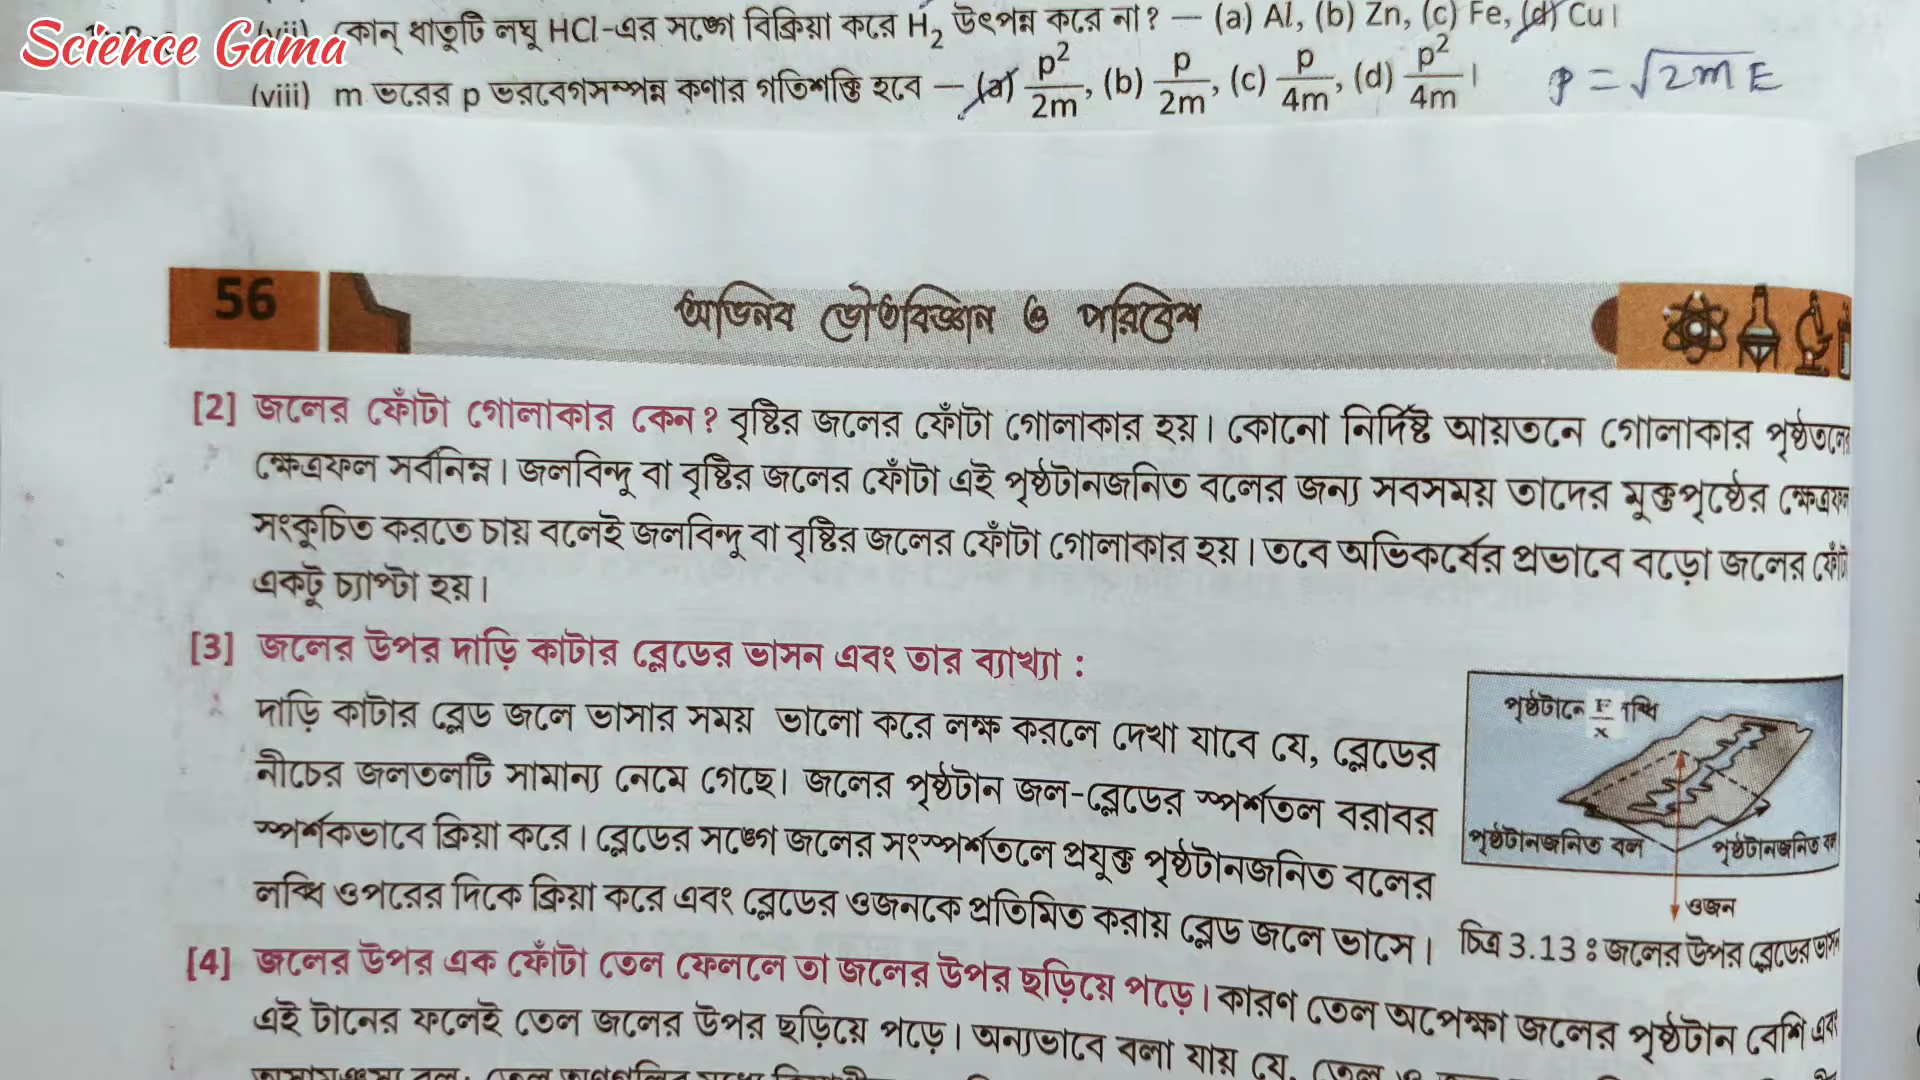 Science Gama
(vii) কোন্ ধাতুটি লঘু HCl-এর সঙ্গে বিক্রিয়া করে H₂ উৎপন্ন করে না? — (a) Al, (b) Zn, (c) Fe, (d) Cu।
(viii) m ভরের p ভরবেগসম্পন্ন কণার গতিশক্তি হবে — (a) p²/2m, (b) p/2m, (c) p/4m, (d) p²/4m।
p = √2mE
56
অভিনব ভৌতবিজ্ঞান ও পরিবেশ
[2] জলের ফোঁটা গোলাকার কেন? বৃষ্টির জলের ফোঁটা গোলাকার হয়। কোনো নির্দিষ্ট আয়তনে গোলাকার পৃষ্ঠতলের
ক্ষেত্রফল সর্বনিম্ন। জলবিন্দু বা বৃষ্টির জলের ফোঁটা এই পৃষ্ঠটানজনিত বলের জন্য সবসময় তাদের মুক্তপৃষ্ঠের ক্ষেত্রফল
সংকুচিত করতে চায় বলেই জলবিন্দু বা বৃষ্টির জলের ফোঁটা গোলাকার হয়। তবে অভিকর্ষের প্রভাবে বড়ো জলের ফোঁটা
একটু চ্যাপ্টা হয়।
[3] জলের উপর দাড়ি কাটার ব্লেডের ভাসন এবং তার ব্যাখ্যা :
দাড়ি কাটার ব্লেড জলে ভাসার সময় ভালো করে লক্ষ করলে দেখা যাবে যে, ব্লেডের
নীচের জলতলটি সামান্য নেমে গেছে। জলের পৃষ্ঠটান জল-ব্লেডের স্পর্শতল বরাবর
স্পর্শকভাবে ক্রিয়া করে। ব্লেডের সঙ্গে জলের সংস্পর্শতলে প্রযুক্ত পৃষ্ঠটানজনিত বলের
লব্ধি ওপরের দিকে ক্রিয়া করে এবং ব্লেডের ওজনকে প্রতিমিত করায় ব্লেড জলে ভাসে।
পৃষ্ঠটানে F/x লব্ধি
পৃষ্ঠটানজনিত বল
পৃষ্ঠটানজনিত বল
ওজন
চিত্র 3.13 : জলের উপর ব্লেডের ভাসন
[4] জলের উপর এক ফোঁটা তেল ফেললে তা জলের উপর ছড়িয়ে পড়ে। কারণ তেল অপেক্ষা জলের পৃষ্ঠটান বেশি এবং
এই টানের ফলেই তেল জলের উপর ছড়িয়ে পড়ে। অন্যভাবে বলা যায় যে, তেল ও